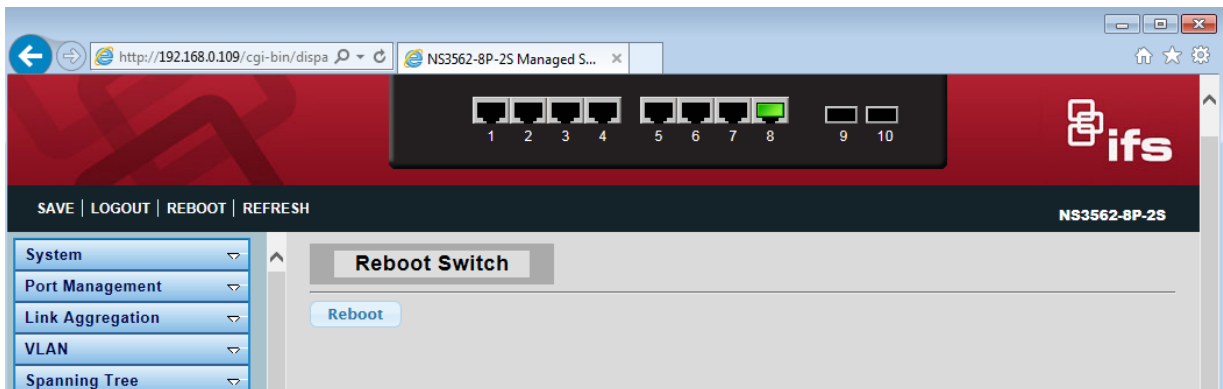 http://192.168.0.109/cgi-bin/dispa
NS3562-8P-2S Managed S...
1 2 3 4 5 6 7 8 9 10
ifs
SAVE | LOGOUT | REBOOT | REFRESH
NS3562-8P-2S
System
Reboot Switch
Port Management
Link Aggregation
Reboot
VLAN
Spanning Tree